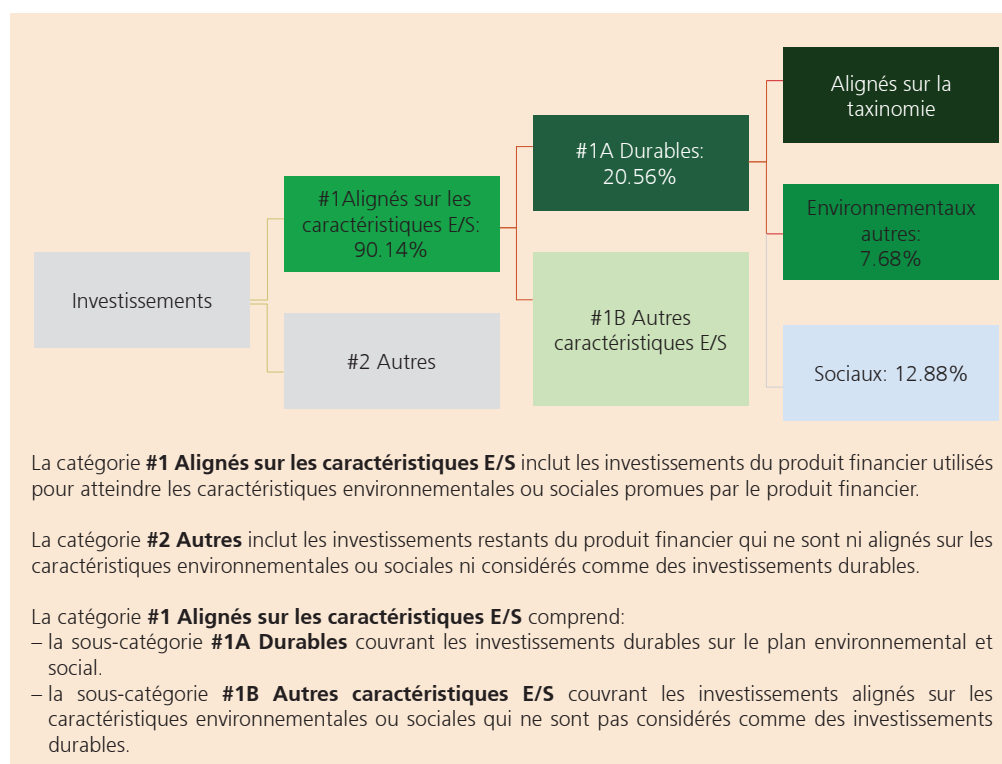 Alignés sur la
taxinomie
#1A Durables:
20.56%
#1Alignés sur les
caractéristiques E/S:
90.14%
Environnementaux
autres:
7.68%
Investissements
#1B Autres
caractéristiques E/S
#2 Autres
Sociaux: 12.88%
La catégorie #1 Alignés sur les caractéristiques E/S inclut les investissements du produit financier utilisés
pour atteindre les caractéristiques environnementales ou sociales promues par le produit financier.
La catégorie #2 Autres inclut les investissements restants du produit financier qui ne sont ni alignés sur les
caractéristiques environnementales ou sociales ni considérés comme des investissements durables.
La catégorie #1 Alignés sur les caractéristiques E/S comprend:
– la sous-catégorie #1A Durables couvrant les investissements durables sur le plan environnemental et
social.
– la sous-catégorie #1B Autres caractéristiques E/S couvrant les investissements alignés sur les
caractéristiques environnementales ou sociales qui ne sont pas considérés comme des investissements
durables.